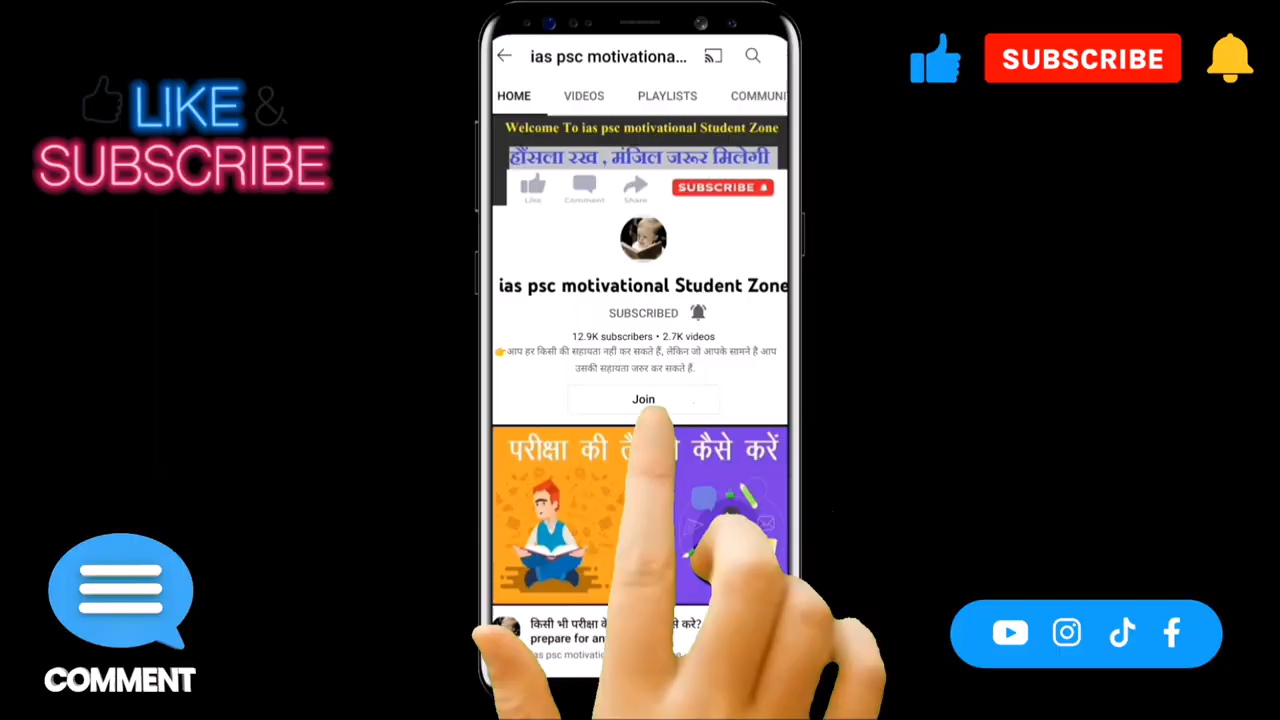 LIKE &
SUBSCRIBE
SUBSCRIBE
ias psc motivationa...
HOME VIDEOS PLAYLISTS COMMUNI
Welcome To ias psc motivational Student Zone
हौंसला रख , मंजिल जरूर मिलेगी
Like Comment Share SUBSCRIBE
ias psc motivational Student Zone
SUBSCRIBED
12.9K subscribers • 2.7K videos
👉आप हर किसी की सहायता नहीं कर सकते हैं, लेकिन जो आपके सामने है आप
उसकी सहायता जरुर कर सकते हैं.
Join
परीक्षा की कैसे करें
किसी भी परीक्षा से करे?
prepare for
ias psc
COMMENT